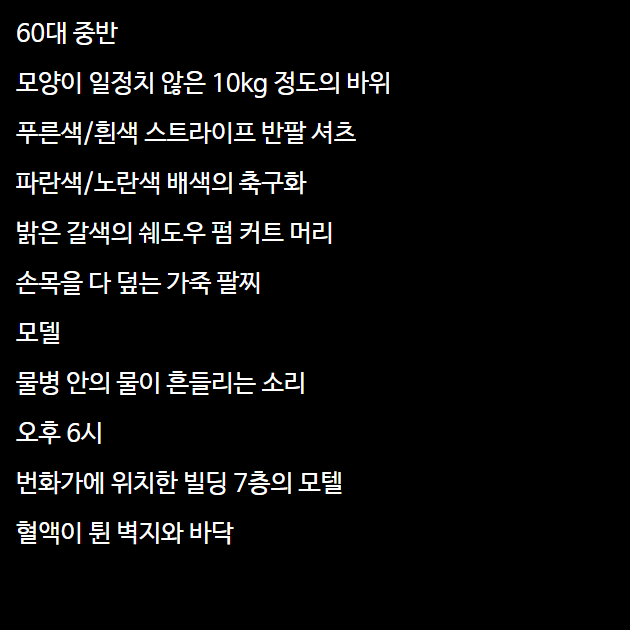 60대 중반
모양이 일정치 않은 10kg 정도의 바위
푸른색/흰색 스트라이프 반팔 셔츠
파란색/노란색 배색의 축구화
밝은 갈색의 쉐도우 펌 커트 머리
손목을 다 덮는 가죽 팔찌
모델
물병 안의 물이 흔들리는 소리
오후 6시
번화가에 위치한 빌딩 7층의 모텔
혈액이 튄 벽지와 바닥